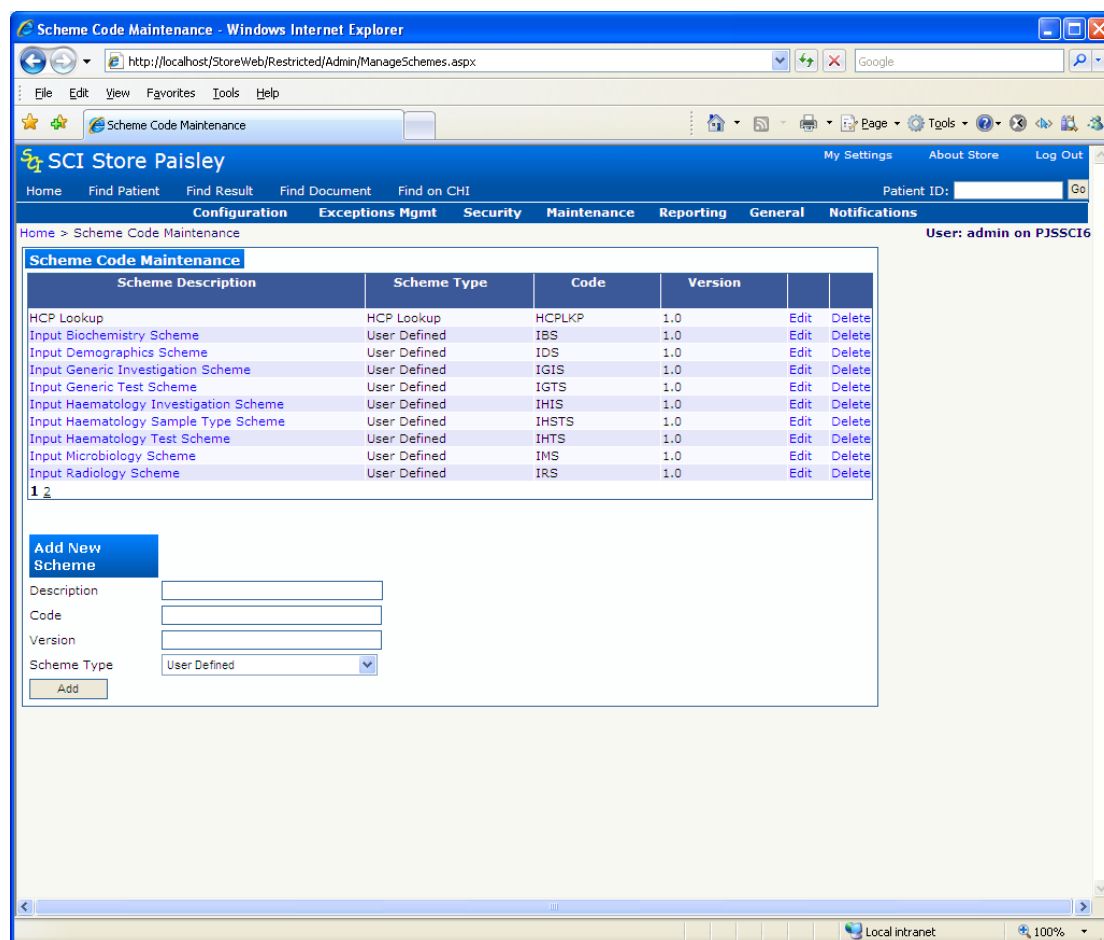 Scheme Code Maintenance - Windows Internet Explorer
http://localhost/StoreWeb/Restricted/Admin/ManageSchemes.aspx
Google
File Edit View Favorites Tools Help
Scheme Code Maintenance
Page Tools
SCI Store Paisley
My Settings About Store Log Out
Home Find Patient Find Result Find Document Find on CHI Patient ID: Go
Configuration Exceptions Mgmt Security Maintenance Reporting General Notifications
Home > Scheme Code Maintenance User: admin on PJSSCI6
Scheme Code Maintenance
Scheme Description Scheme Type Code Version
HCP Lookup HCP Lookup HCPLKP 1.0 Edit Delete
Input Biochemistry Scheme User Defined IBS 1.0 Edit Delete
Input Demographics Scheme User Defined IDS 1.0 Edit Delete
Input Generic Investigation Scheme User Defined IGIS 1.0 Edit Delete
Input Generic Test Scheme User Defined IGTS 1.0 Edit Delete
Input Haematology Investigation Scheme User Defined IHIS 1.0 Edit Delete
Input Haematology Sample Type Scheme User Defined IHSTS 1.0 Edit Delete
Input Haematology Test Scheme User Defined IHTS 1.0 Edit Delete
Input Microbiology Scheme User Defined IMS 1.0 Edit Delete
Input Radiology Scheme User Defined IRS 1.0 Edit Delete
1 2
Add New
Scheme
Description
Code
Version
Scheme Type User Defined
Add
Local intranet 100%